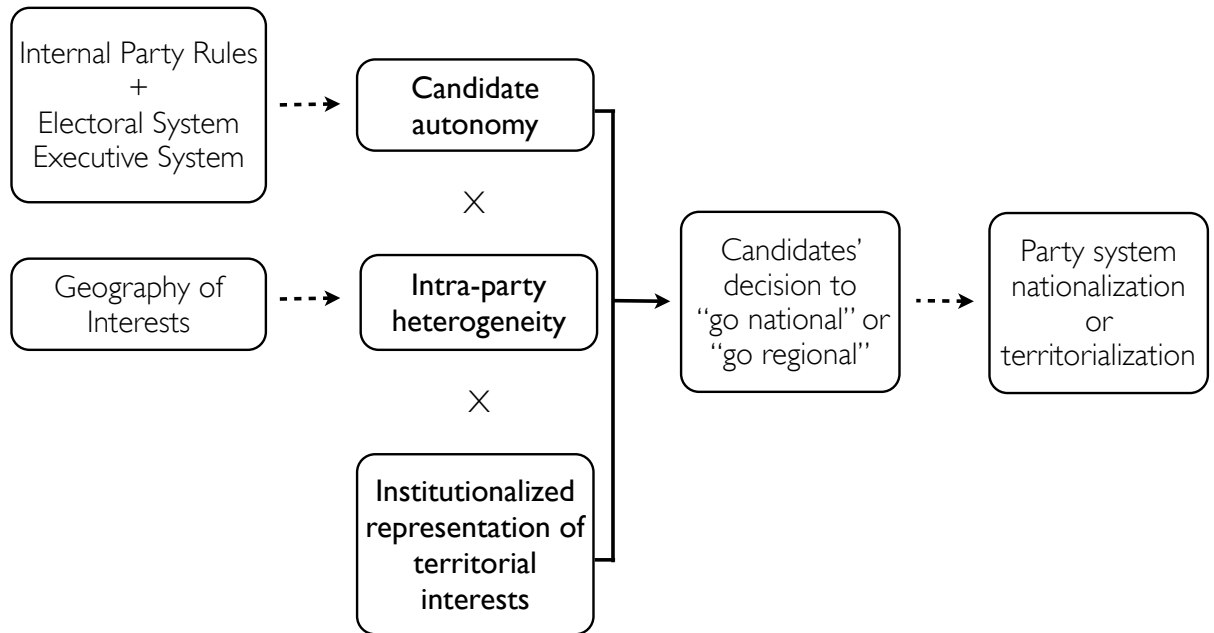 Internal Party Rules
+
Electoral System
Executive System
Candidate
autonomy
X
Geography of
Interests
Intra-party
heterogeneity
X
Institutionalized
representation of
territorial
interests
Candidates’
decision to
“go national” or
“go regional”
Party system
nationalization
or
territorialization